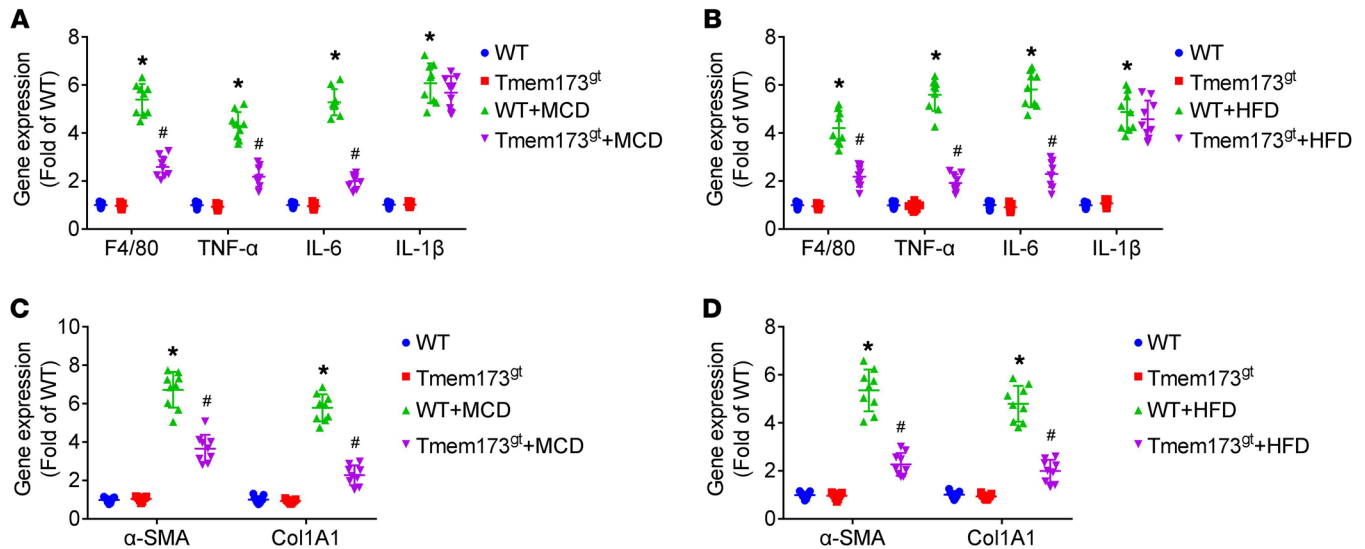 A
Gene expression
(Fold of WT)
8
6
4
2
0
* * * *
# # #
F4/80 TNF-α IL-6 IL-1β
WT
Tmem173gt
WT+MCD
Tmem173gt+MCD
B
Gene expression
(Fold of WT)
8
6
4
2
0
* * * *
# # #
F4/80 TNF-α IL-6 IL-1β
WT
Tmem173gt
WT+HFD
Tmem173gt+HFD
C
Gene expression
(Fold of WT)
10
8
6
4
2
0
* *
# #
α-SMA Col1A1
WT
Tmem173gt
WT+MCD
Tmem173gt+MCD
D
Gene expression
(Fold of WT)
8
6
4
2
0
* *
# #
α-SMA Col1A1
WT
Tmem173gt
WT+HFD
Tmem173gt+HFD